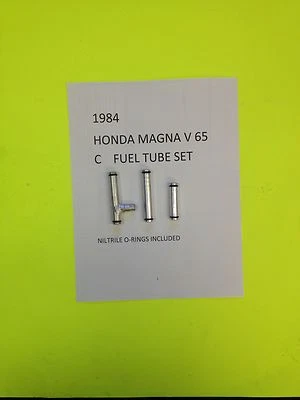 1984
HONDA MAGNA V 65
C FUEL TUBE SET
NILTRILE O-RINGS INCLUDED